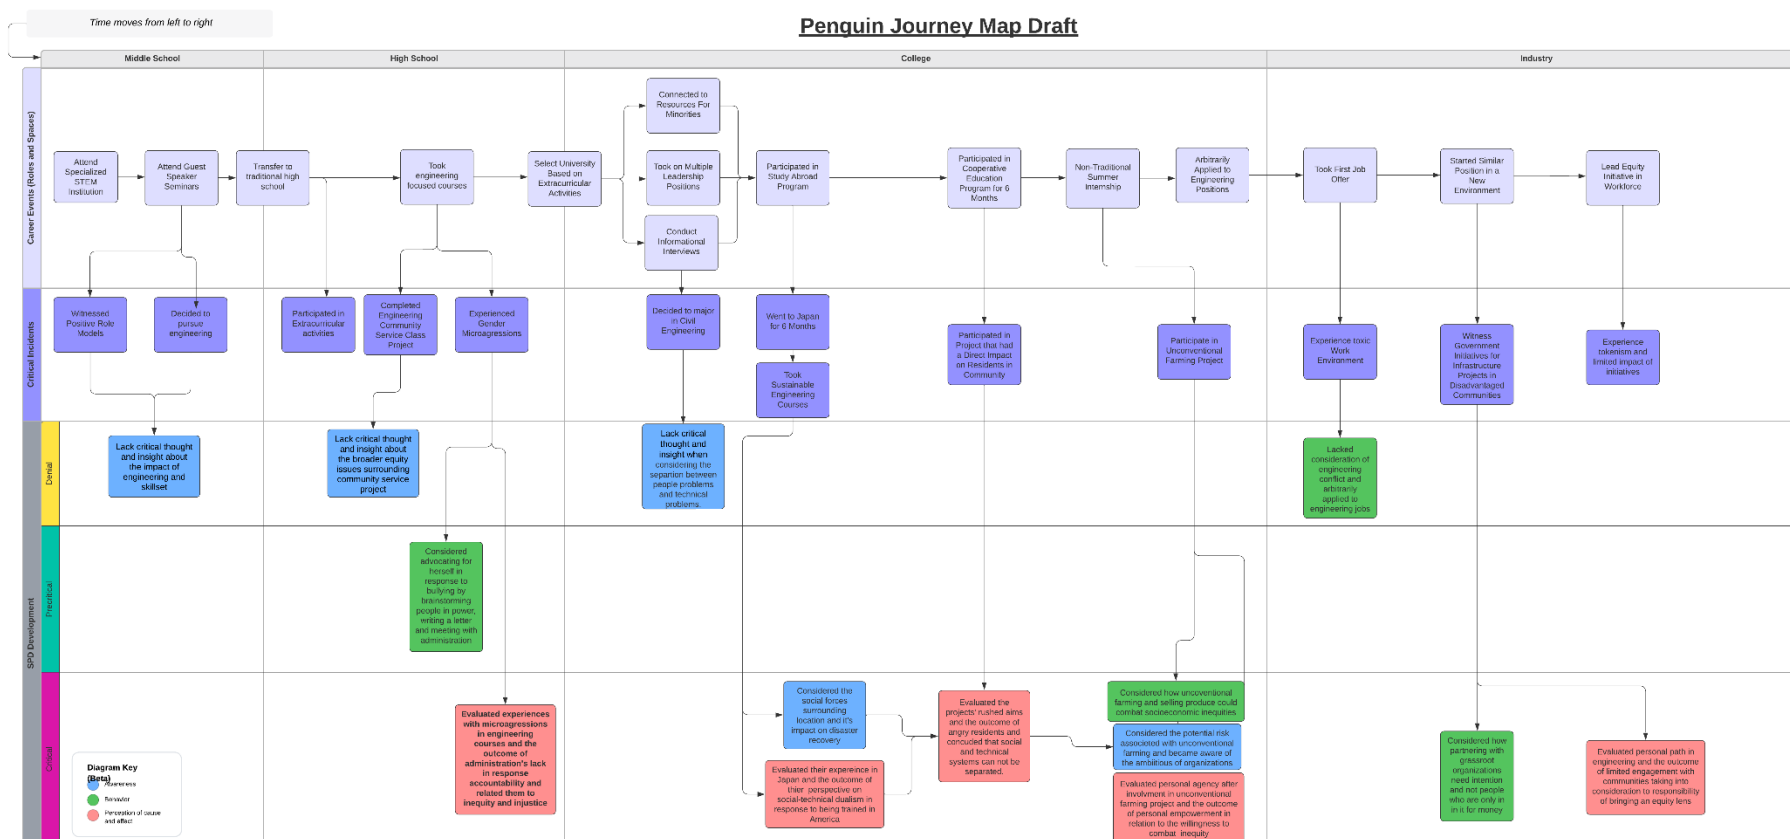 Time moves from left to right
Penguin Journey Map Draft
Middle School
High School
College
Industry
Career Events (Roles and Spaces)
Attend
Specialized
STEM
Institution
Attend Guest
Speaker
Seminars
Transfer to
traditional high
school
Took
engineering
focused courses
Select University
Based on
Extracurricular
Activities
Connected to
Resources For
Minorities
Took on Multiple
Leadership
Positions
Conduct
Informational
Interviews
Participated in
Study Abroad
Program
Participated in
Cooperative
Education
Program for 6
Months
Non-Traditional
Summer
Internship
Arbitrarily
Applied to
Engineering
Positions
Took First Job
Offer
Started Similar
Position in a
New
Environment
Lead Equity
Initiative in
Workforce
Critical Incidents
Witnessed
Positive Role
Models
Decided to
pursue
engineering
Participated in
Extracurricular
activities
Completed
Engineering
Community
Service Class
Project
Experienced
Gender
Microagressions
Decided to major
in Civil
Engineering
Went to Japan
for 6 Months
Took
Sustainable
Engineering
Courses
Participated in
Project that had
a Direct Impact
on Residents in
Community
Participate in
Unconventional
Farming Project
Experience toxic
Work
Environment
Witness
Government
Initiatives for
Infrastructure
Projects in
Disadvantaged
Communities
Experience
tokenism and
limited impact of
initiatives
SPD Development
Denial
Lack critical thought
and insight about
the impact of
engineering and
skillset
Lack critical thought
and insight about
the broader equity
issues surrounding
community service
project
Lack critical
thought and
insight when
considering the
separtion between
people problems
and technical
problems.
Lacked
consideration of
engineering
conflict and
arbitrarily
applied to
engineering jobs
Precritical
Considered
advocating for
herself in
response to
bullying by
brainstorming
people in power,
writing a letter
and meeting with
administration
Critical
Evaluated experiences
with microagressions
in engineering
courses and the
outcome of
administration's lack
in response
accountability and
related them to
inequity and injustice
Considered the
social forces
surrounding
location and it's
impact on disaster
recovery
Evaluated their expereince in
Japan and the outcome of
thier perspective on
social-technical dualism in
response to being trained in
America
Evaluated the
projects' rushed aims
and the outcome of
angry residents and
concuded that social
and technical
systems can not be
separated.
Considered how unconventional
farming and selling produce could
combat socioeconomic inequities
Considered the potential risk
associated with unconventional
farming and became aware of
the ambiitious of organizations
Evaluated personal agency after
involvment in unconventional
farming project and the outcome
of personal empowerment in
relation to the willingness to
combat inequity
Considered how
partnering with
grassroot
organizations
need intention
and not people
who are only in
in it for money
Evaluated personal path in
engineering and the outcome
of limited engagement with
communities taking into
consideration to responsibility
of bringing an equity lens
Diagram Key
(Beta)
Awareness
Behavior
Perception of cause
and affect